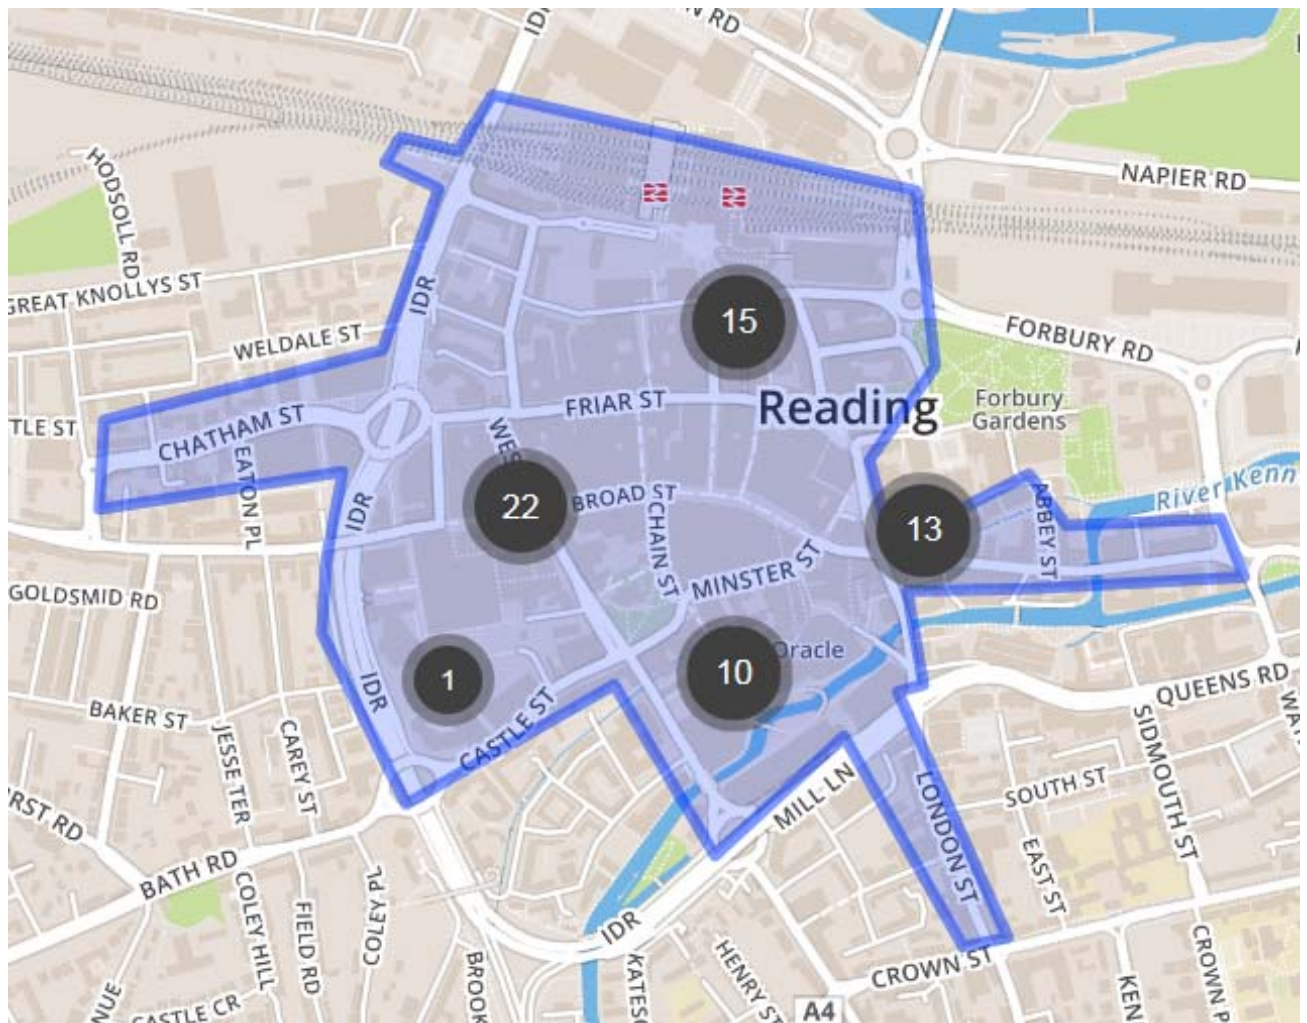 IDR
N RD
HODSOLL RD
NAPIER RD
GREAT KNOLLYS ST
IDR
15
WELDALE ST
FORBURY RD
Reading
Forbury
Gardens
FRIAR ST
CHATHAM ST
TLE ST
WES
EATON PL
22
BROAD ST
IDR
ABBEY ST
River Kenn
13
CHAIN ST
MINSTER ST
GOLDSMID RD
1
10
Oracle
IDR
CASTLE ST
QUEENS RD
BAKER ST
JESSE TER
CAREY ST
SIDMOUTH ST
WAT
SOUTH ST
MILL LN
LONDON ST
RST RD
BATH RD
EAST ST
COLEY HILL
FIELD RD
COLEY PL
IDR
CROWN ST
BROOK
KATES
HENRY ST
CROWN P
KEN
A4
NUE
CASTLE CR